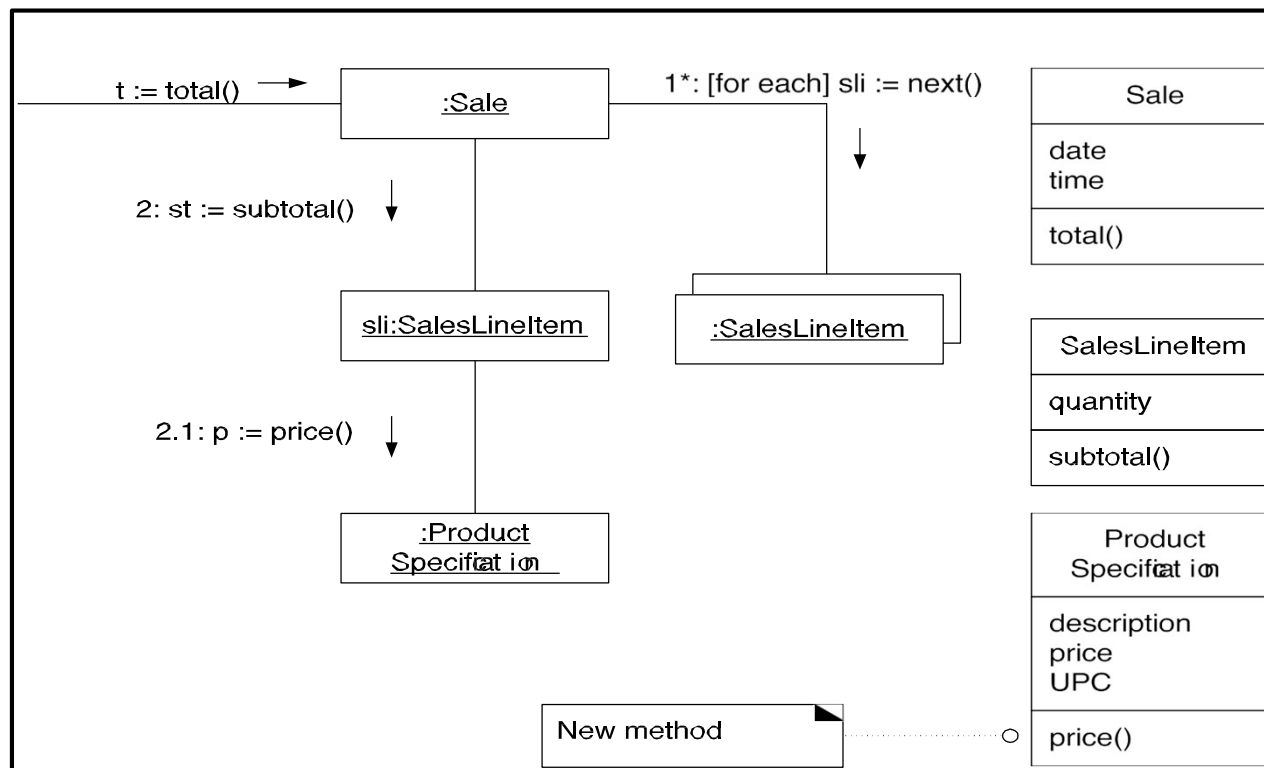 t := total()
:Sale
1*: [for each] sli := next()
2: st := subtotal()
sli:SalesLineItem
:SalesLineItem
2.1: p := price()
:Product
Specification
Sale
date
time
total()
SalesLineItem
quantity
subtotal()
Product
Specification
description
price
UPC
price()
New method